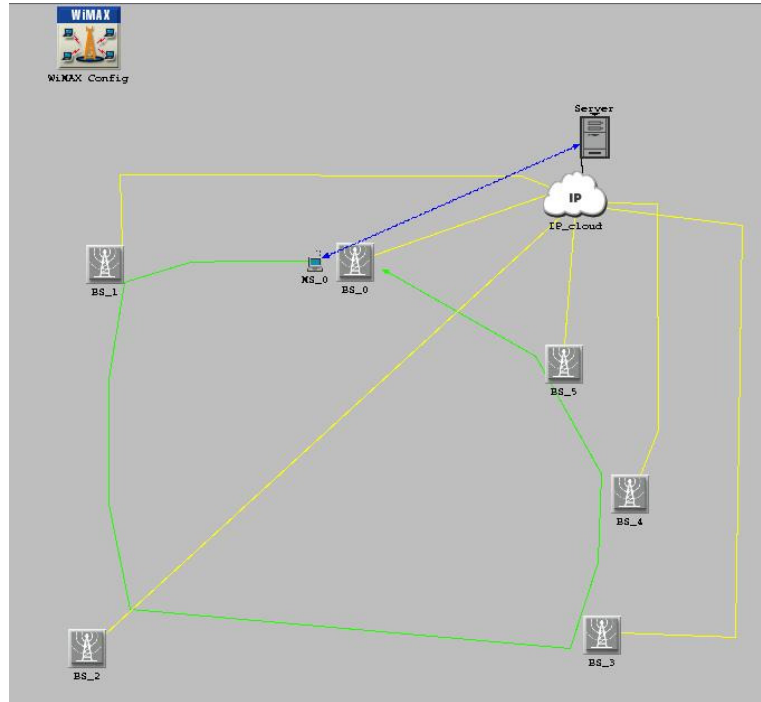 WiMAX
WiMAX Config
Server
IP
IP_cloud
BS_1
MS_0
BS_0
BS_5
BS_4
BS_3
BS_2